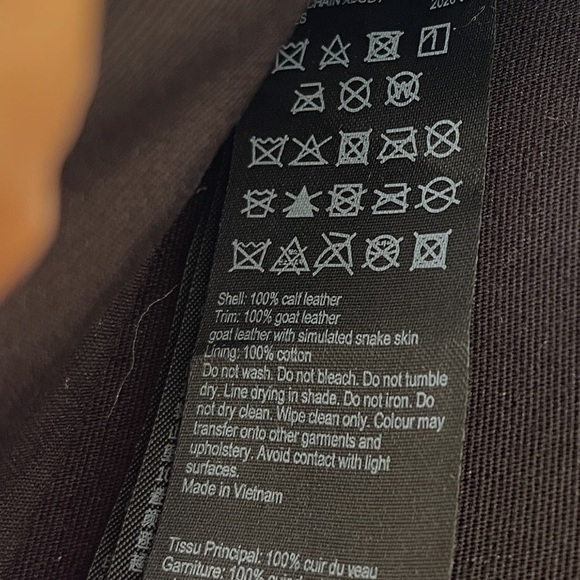 Shell: 100% calf leather
Trim: 100% goat leather
goat leather with simulated snake skin
Lining: 100% cotton
Do not wash. Do not bleach. Do not tumble
dry. Line drying in shade. Do not iron. Do
not dry clean. Wipe clean only. Colour may
transfer onto other garments and
upholstery. Avoid contact with light
surfaces.
Made in Vietnam
Tissu Principal: 100% cuir du veau
Garniture: 100%